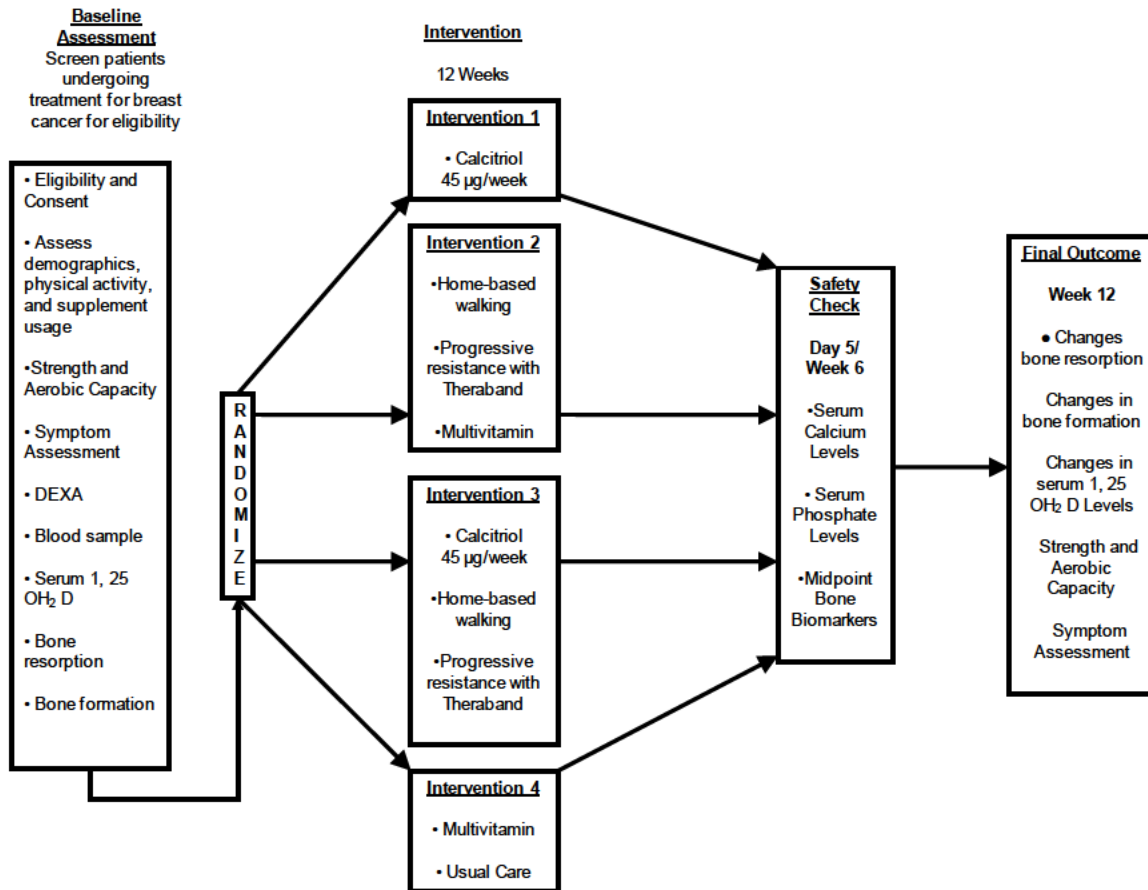 Baseline
Assessment
Screen patients
undergoing
treatment for breast
cancer for eligibility
• Eligibility and
Consent
• Assess
demographics,
physical activity,
and supplement
usage
•Strength and
Aerobic Capacity
• Symptom
Assessment
• DEXA
• Blood sample
• Serum 1, 25
OH₂ D
• Bone
resorption
• Bone formation
R
A
N
D
O
M
I
Z
E
Intervention
12 Weeks
Intervention 1
• Calcitriol
45 µg/week
Intervention 2
•Home-based
walking
•Progressive
resistance with
Theraband
•Multivitamin
Intervention 3
• Calcitriol
45 µg/week
•Home-based
walking
•Progressive
resistance with
Theraband
Intervention 4
• Multivitamin
• Usual Care
Safety
Check
Day 5/
Week 6
•Serum
Calcium
Levels
• Serum
Phosphate
Levels
•Midpoint
Bone
Biomarkers
Final Outcome
Week 12
● Changes
bone resorption
Changes in
bone formation
Changes in
serum 1, 25
OH₂ D Levels
Strength and
Aerobic
Capacity
Symptom
Assessment